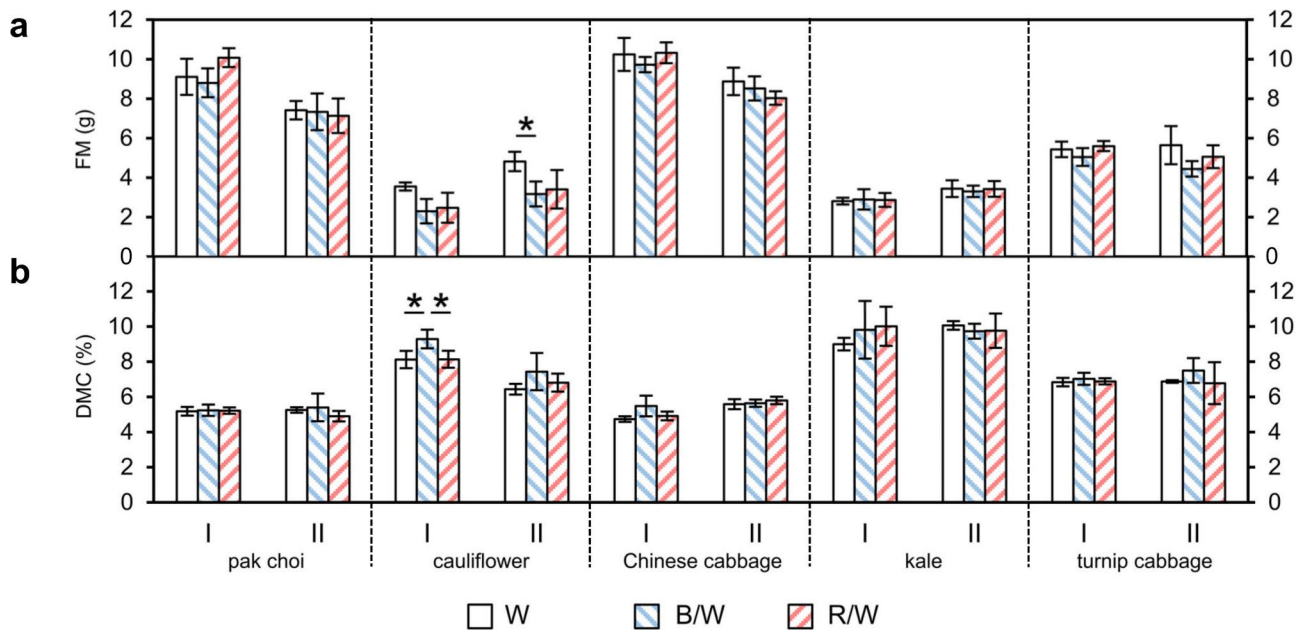 a
FM (g)
12 10 8 6 4 2 0
*
12 10 8 6 4 2 0
b
DMC (%)
12 10 8 6 4 2 0
* *
12 10 8 6 4 2 0
I II I II I II I II I II
pak choi cauliflower Chinese cabbage kale turnip cabbage
W B/W R/W